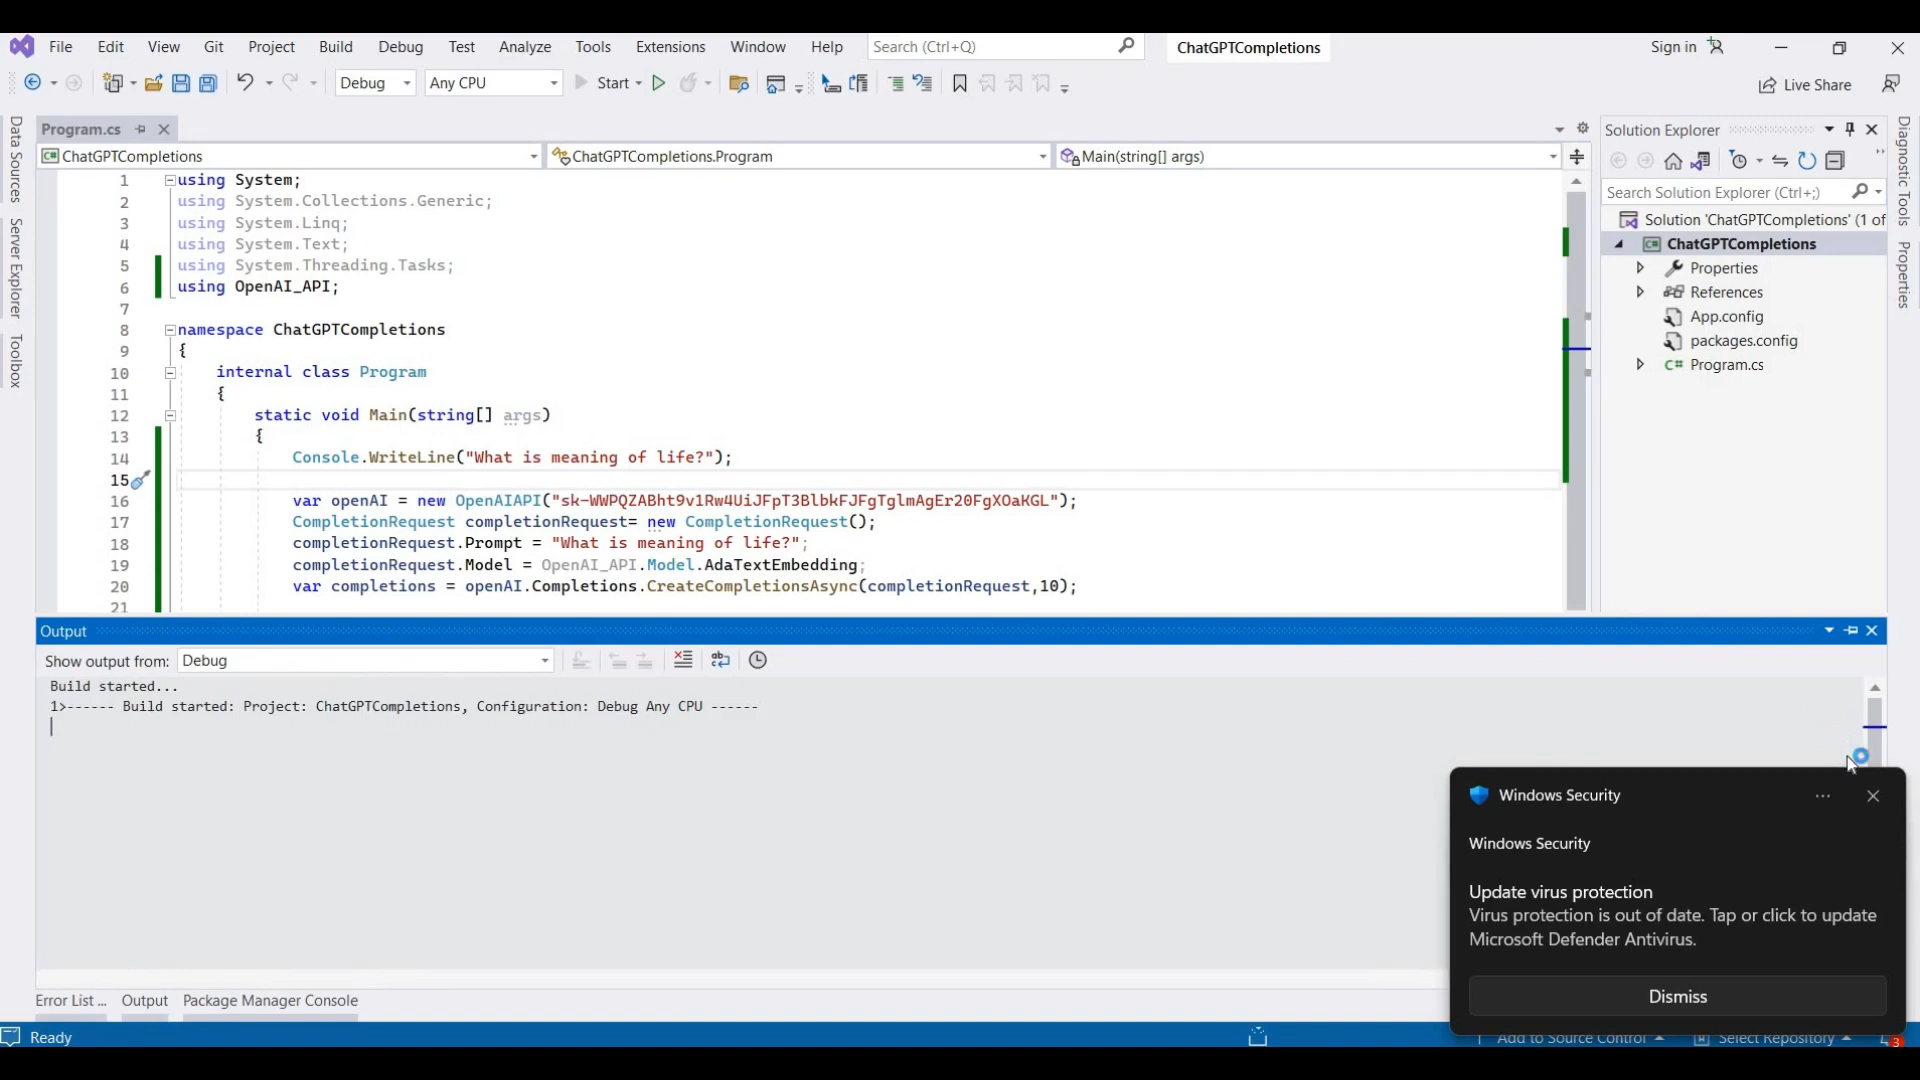 File Edit View Git Project Build Debug Test Analyze Tools Extensions Window Help Search (Ctrl+Q) ChatGPTCompletions Sign in
Debug Any CPU Start Live Share
Data Sources
Server Explorer
Toolbox
Program.cs
ChatGPTCompletions ChatGPTCompletions.Program Main(string[] args)
1 using System;
2 using System.Collections.Generic;
3 using System.Linq;
4 using System.Text;
5 using System.Threading.Tasks;
6 using OpenAI_API;
7
8 namespace ChatGPTCompletions
9 {
10 internal class Program
11 {
12 static void Main(string[] args)
13 {
14 Console.WriteLine("What is meaning of life?");
15
16 var openAI = new OpenAIAPI("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");
17 CompletionRequest completionRequest= new CompletionRequest();
18 completionRequest.Prompt = "What is meaning of life?";
19 completionRequest.Model = OpenAI_API.Model.AdaTextEmbedding;
20 var completions = openAI.Completions.CreateCompletionsAsync(completionRequest,10);
21
Solution Explorer
Search Solution Explorer (Ctrl+;)
Solution 'ChatGPTCompletions' (1 of
ChatGPTCompletions
Properties
References
App.config
packages.config
C# Program.cs
Diagnostic Tools
Properties
Output
Show output from: Debug
Build started...
1>------ Build started: Project: ChatGPTCompletions, Configuration: Debug Any CPU ------
Windows Security
Windows Security
Update virus protection
Virus protection is out of date. Tap or click to update
Microsoft Defender Antivirus.
Dismiss
Error List ... Output Package Manager Console
Ready Add to Source Control Select Repository 3